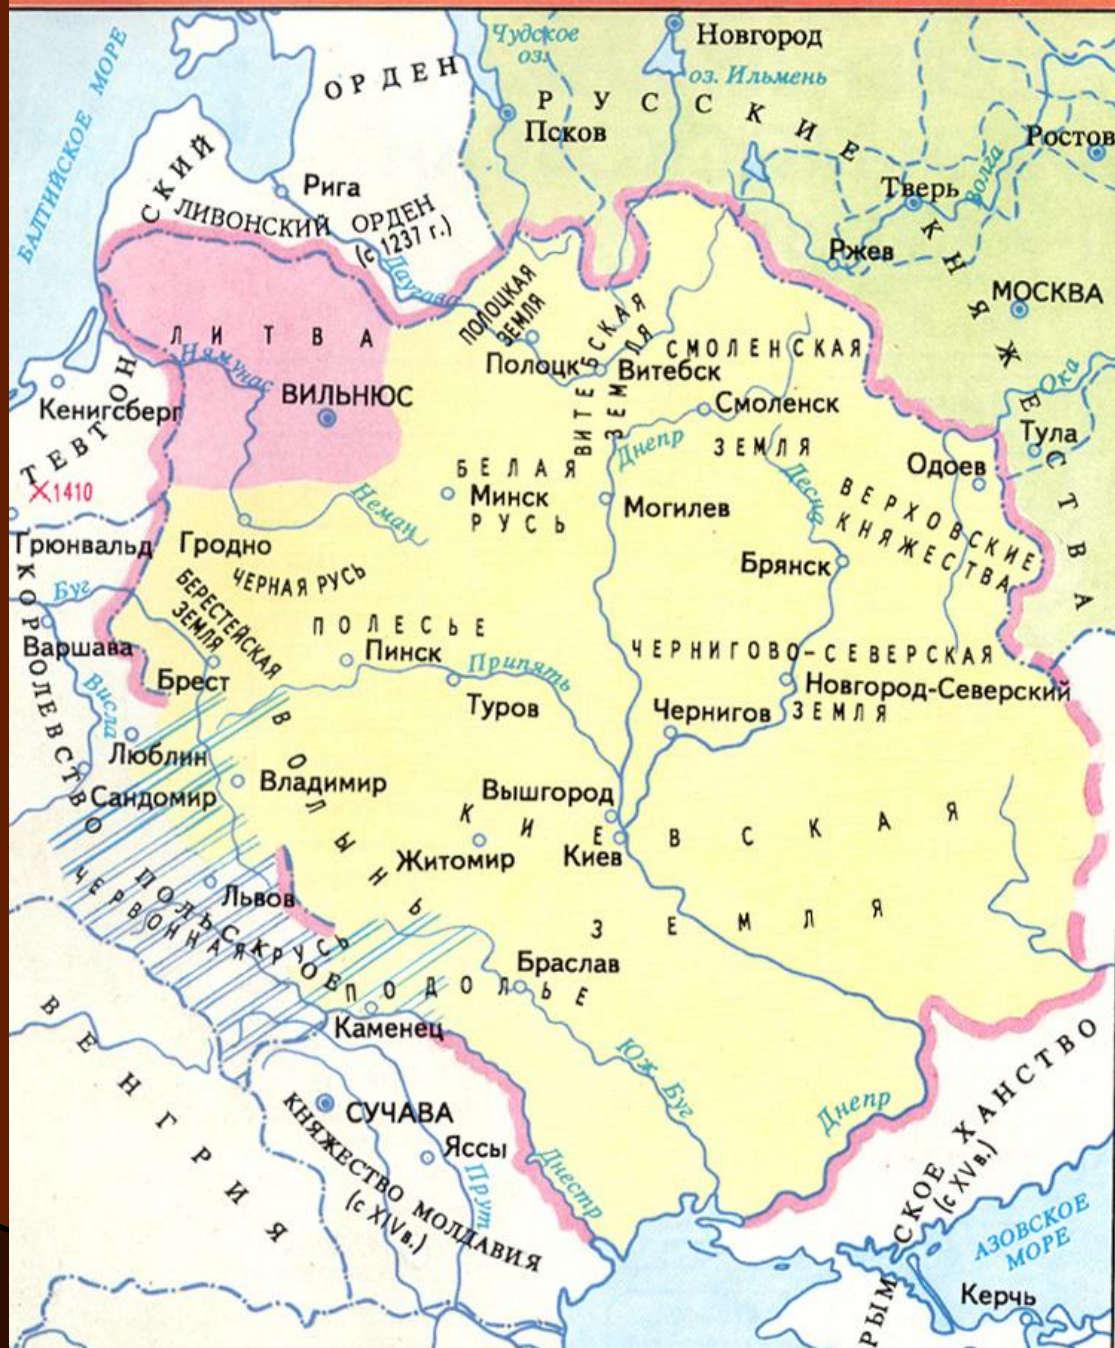 БАЛТИЙСКОЕ МОРЕ
Чудское
оз.
Новгород
оз. Ильмень
ОРДЕН
РУССКИЕ
КНЯЖЕСТВА
Псков
Ростов
Волга
Тверь
Ржев
МОСКВА
Ока
Тула
ТЕВТОН
СКИЙ
Рига
ЛИВОНСКИЙ ОРДЕН
(с 1237 г.)
Даугава
ПОЛОЦКАЯ
ЗЕМЛЯ
Полоцк
ВИТЕБСКАЯ
ЗЕМЛЯ
Витебск
СМОЛЕНСКАЯ
ЗЕМЛЯ
Смоленск
Днепр
Десна
ЛИТВА
Нямунас
ВИЛЬНЮС
Кенигсберг
1410
Грюнвальд
БЕЛАЯ
РУСЬ
Минск
Могилев
Одоев
ВЕРХОВСКИЕ
КНЯЖЕСТВА
Брянск
Неман
Гродно
ЧЕРНАЯ РУСЬ
БЕРЕСТЕЙСКАЯ
ЗЕМЛЯ
Буг
Варшава
КОРОЛЕВСТВО
ПОЛЬСКОЕ
Висла
Брест
ПОЛЕСЬЕ
Пинск
Припять
Туров
ЧЕРНИГОВО-СЕВЕРСКАЯ
ЗЕМЛЯ
Новгород-Северский
Чернигов
Люблин
Сандомир
Владимир
ВОЛЫНЬ
Вышгород
Житомир
Киев
КИЕВСКАЯ
ЗЕМЛЯ
Львов
ЧЕРВОННАЯ РУСЬ
Браслав
ПОДОЛЬЕ
Каменец
Юж. Буг
Днепр
ВЕНГРИЯ
СУЧАВА
Яссы
КНЯЖЕСТВО МОЛДАВИЯ
(с XIV в.)
Прут
Днестр
РЫМСКОЕ ХАНСТВО
(с XV в.)
АЗОВСКОЕ
МОРЕ
Керчь